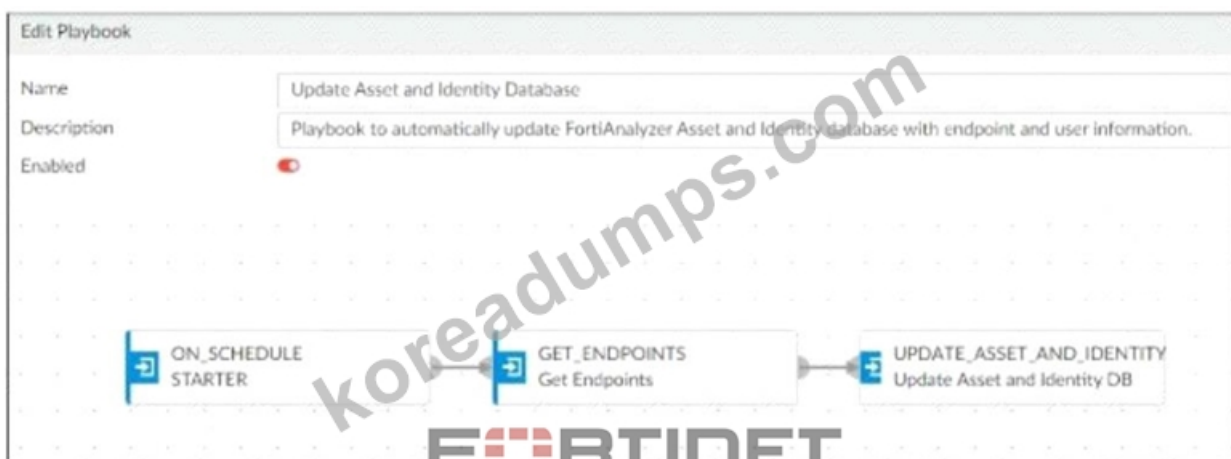 Edit Playbook
Name
Update Asset and Identity Database
Description
Playbook to automatically update FortiAnalyzer Asset and Identity database with endpoint and user information.
Enabled
koreadumps.com
ON_SCHEDULE
STARTER
GET_ENDPOINTS
Get Endpoints
UPDATE_ASSET_AND_IDENTITY
Update Asset and Identity DB
FORTINET